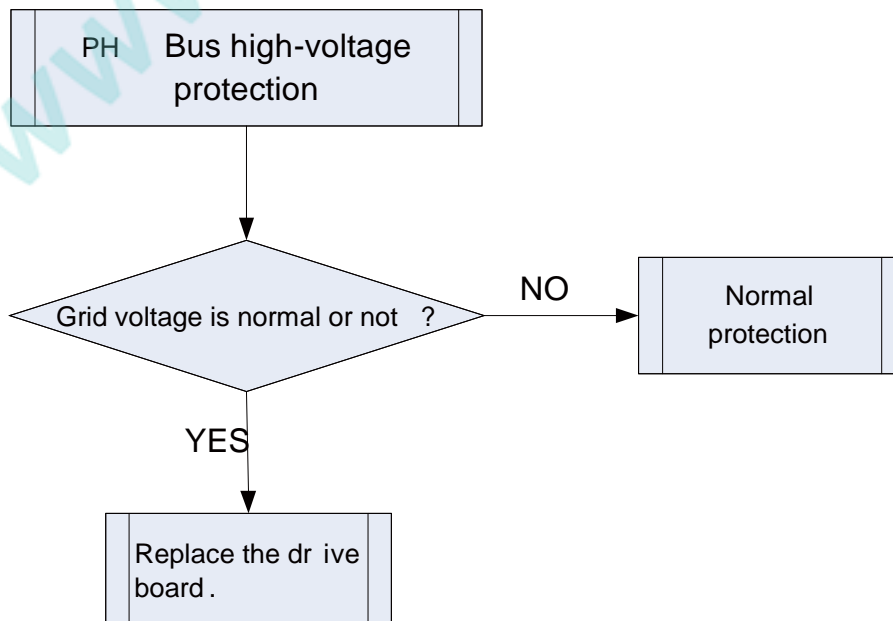 PH Bus high-voltage
protection
Grid voltage is normal or not ?
NO
Normal
protection
YES
Replace the dr ive
board .